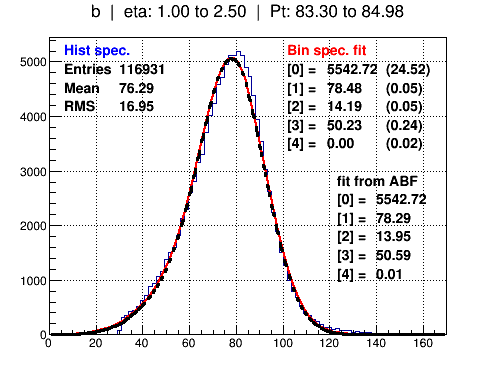 b | eta: 1.00 to 2.50 | Pt: 83.30 to 84.98
Hist spec.
Entries 116931
Mean 76.29
RMS 16.95
Bin spec. fit
[0] = 5542.72 (24.52)
[1] = 78.48 (0.05)
[2] = 14.19 (0.05)
[3] = 50.23 (0.24)
[4] = 0.00 (0.02)
fit from ABF
[0] = 5542.72
[1] = 78.29
[2] = 13.95
[3] = 50.59
[4] = 0.01
5000
4000
3000
2000
1000
0
0 20 40 60 80 100 120 140 160